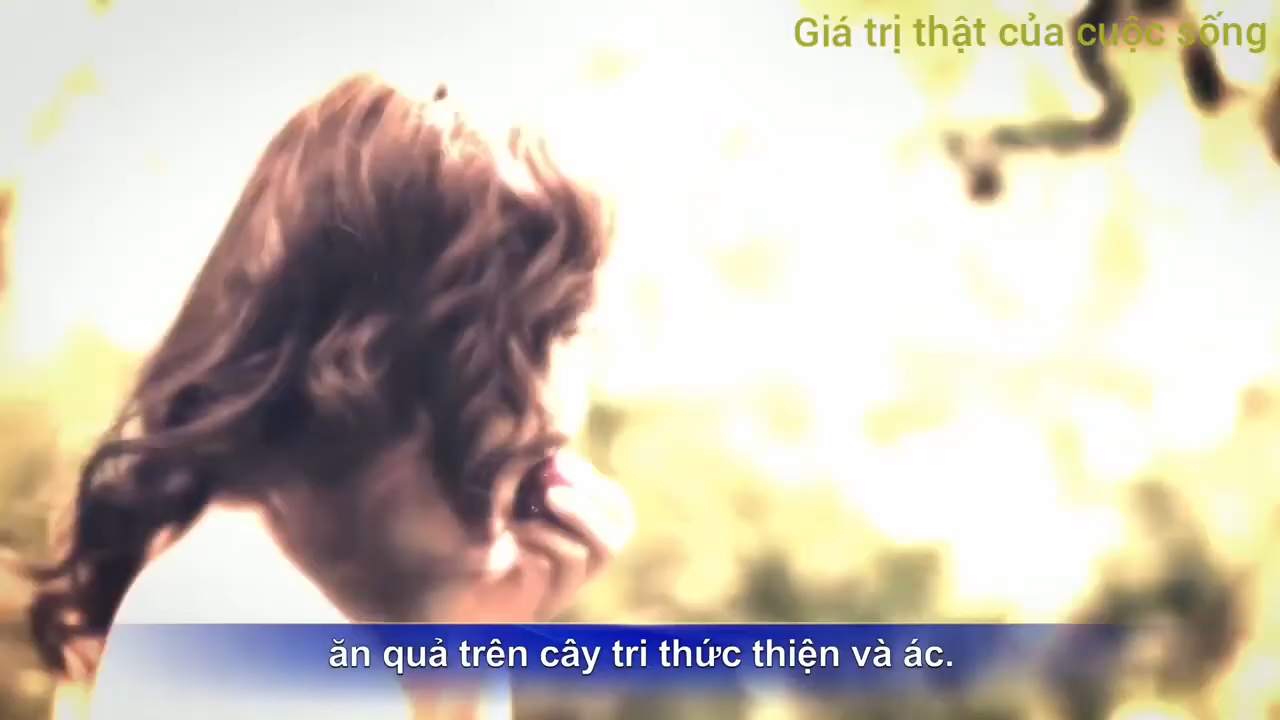 Giá trị thật của cuộc sống
ăn quả trên cây tri thức thiện và ác.